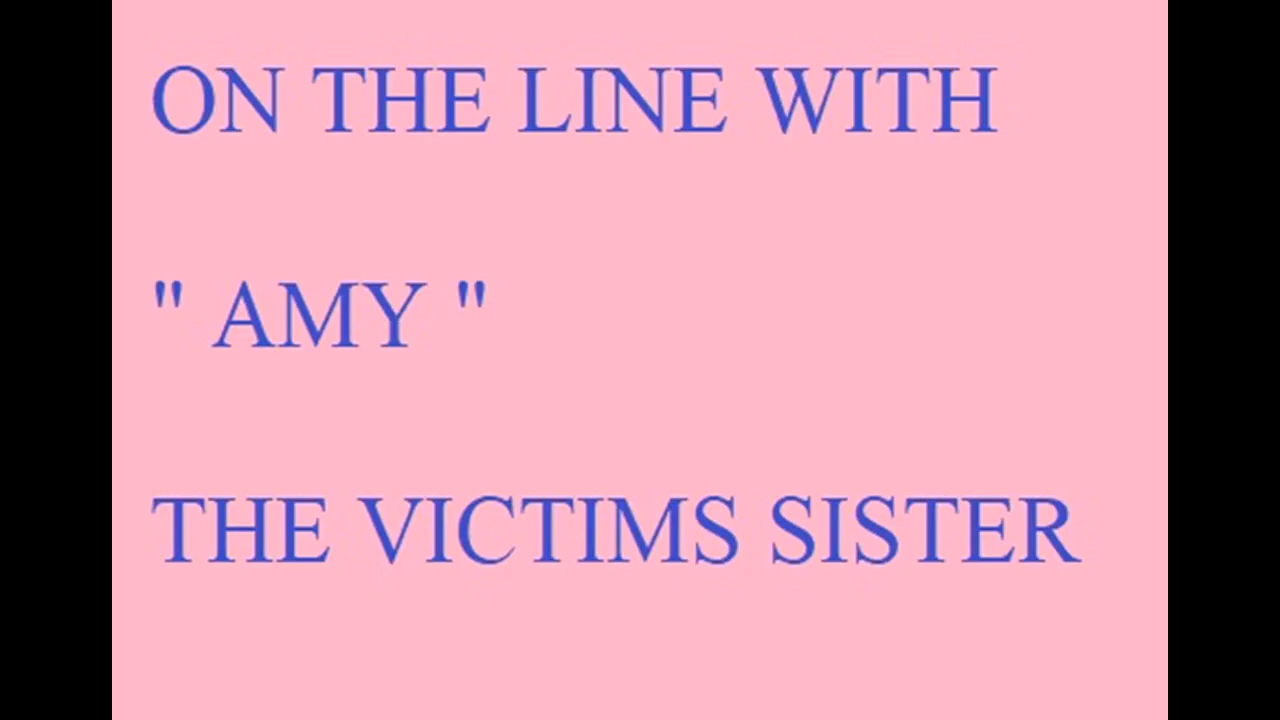 ON THE LINE WITH
" AMY "
THE VICTIMS SISTER